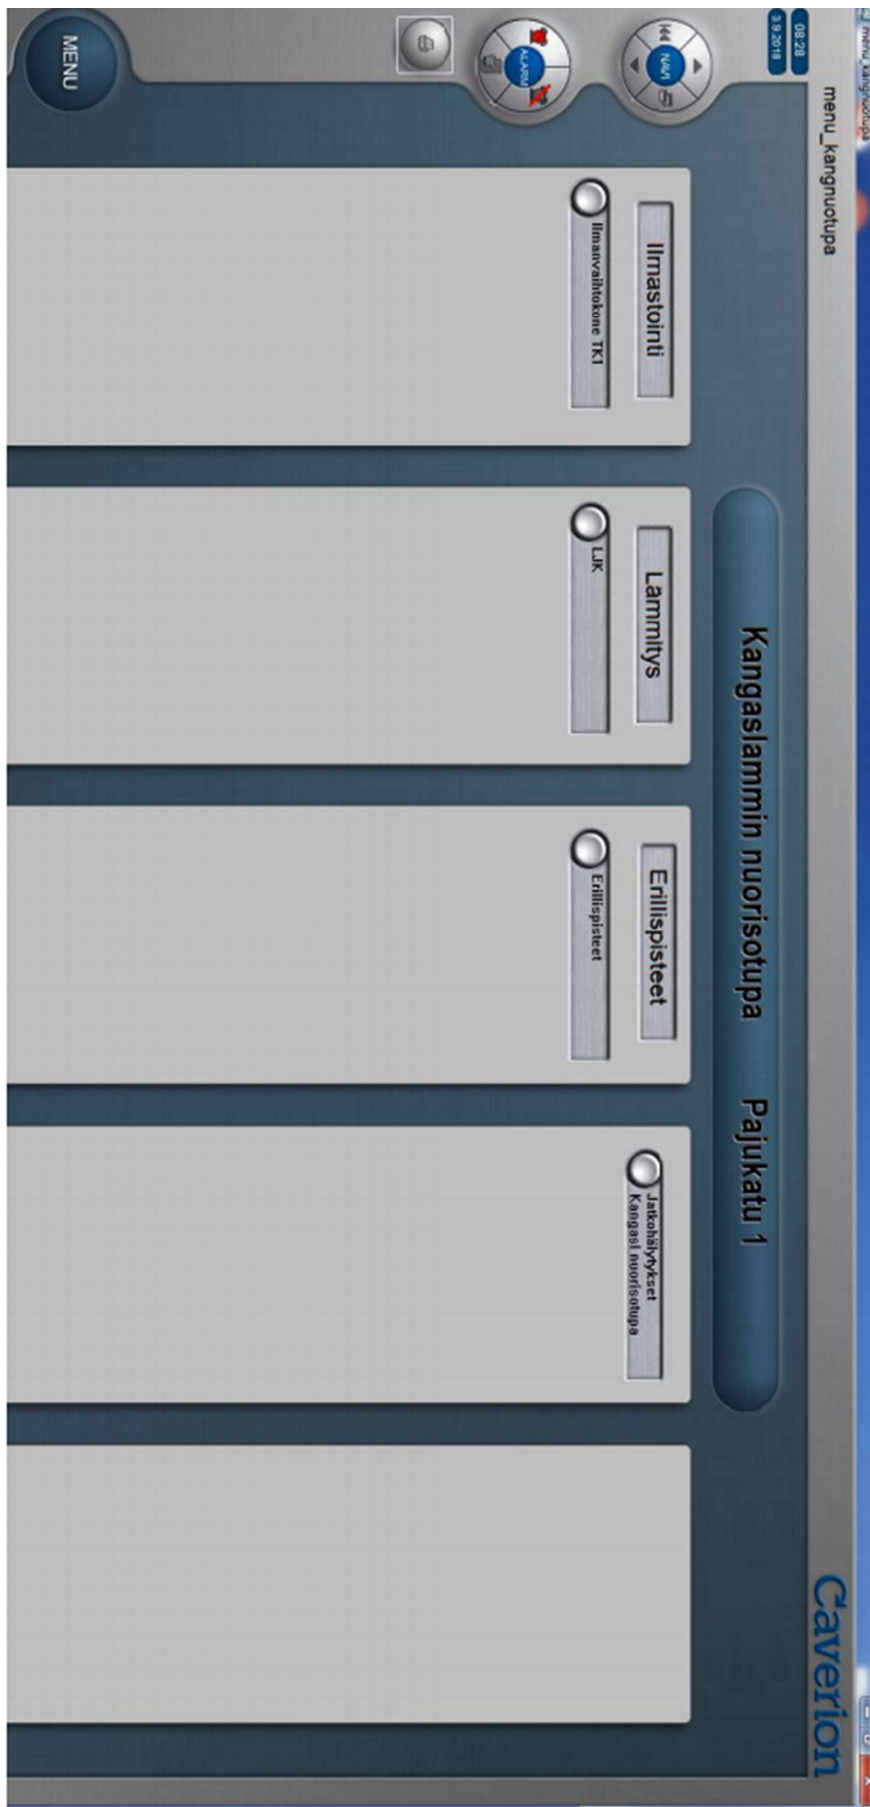 menu_kangnuotupa
menu_kangnuotupa
Caverion
08:28
3.9.2018
NAVI
ALARM
MENU
Kangaslammin nuorisotupa Pajukatu 1
Ilmastointi
Ilmanvaihtokone TK1
Lämmitys
LJK
Erillispisteet
Erillispisteet
Jatkohälytykset
Kangasl nuorisotupa